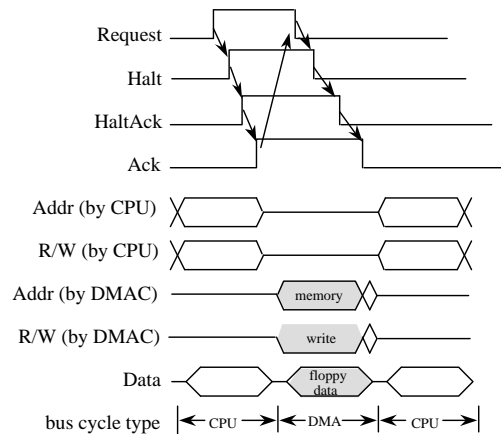 Request
Halt
HaltAck
Ack
Addr (by CPU)
R/W (by CPU)
Addr (by DMAC) memory
R/W (by DMAC) write
Data floppy
data
bus cycle type CPU DMA CPU